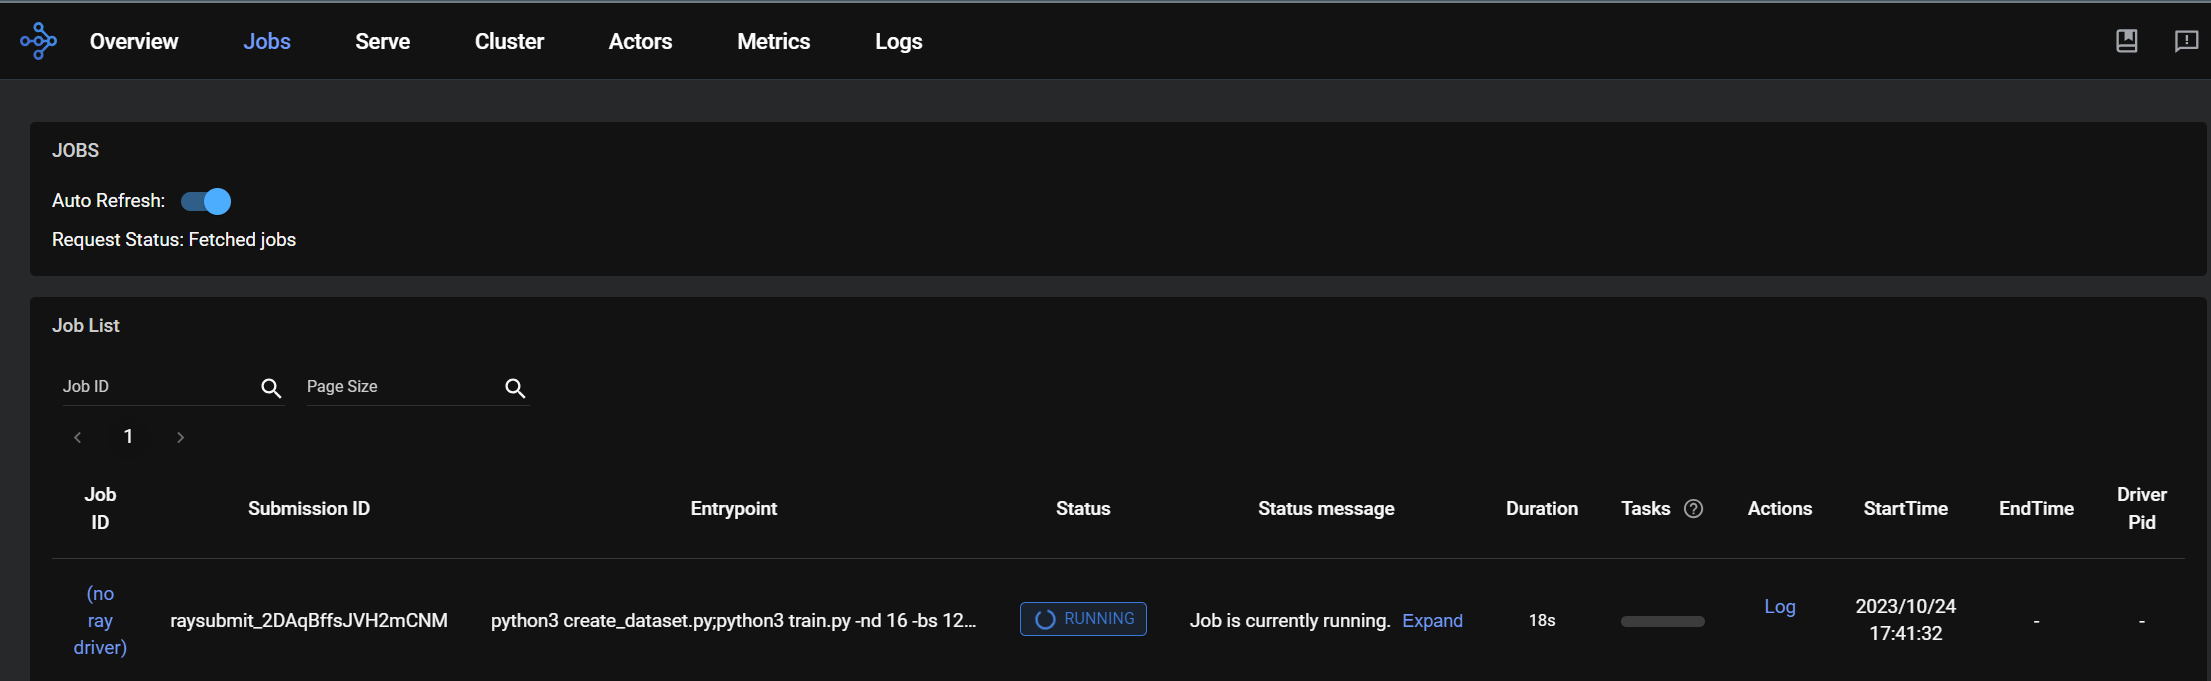 Overview Jobs Serve Cluster Actors Metrics Logs
JOBS
Auto Refresh:
Request Status: Fetched jobs
Job List
Job ID Page Size
1
Job ID Submission ID Entrypoint Status Status message Duration Tasks Actions StartTime EndTime Driver Pid
(no ray driver) raysubmit_2DAqBffsJVH2mCNM python3 create_dataset.py;python3 train.py -nd 16 -bs 12... RUNNING Job is currently running. Expand 18s Log 2023/10/24 17:41:32 - -